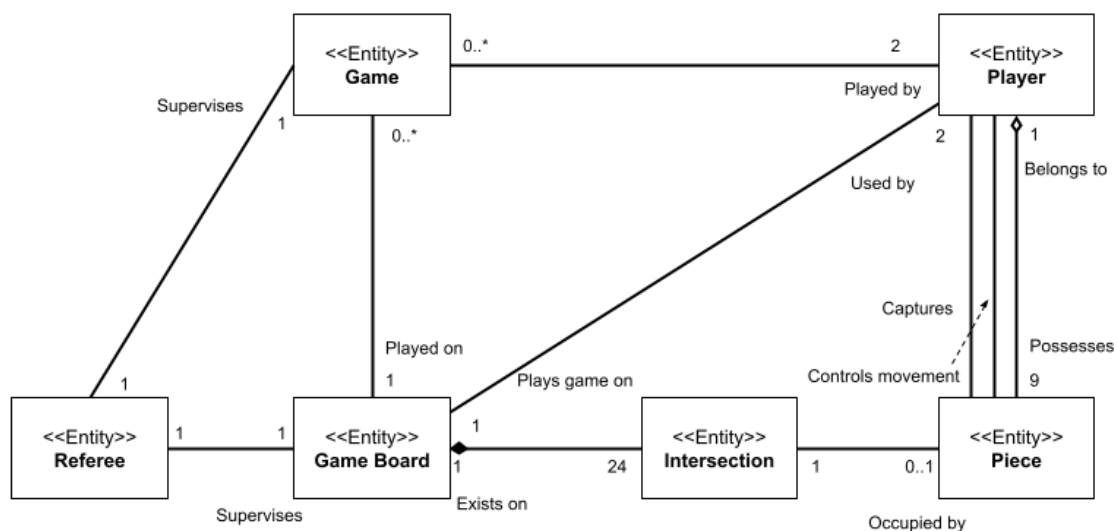 <<Entity>>
Game
0..*
2
<<Entity>>
Player
Supervises
1
0..*
Played by
2
1
Used by
Belongs to
Captures
Played on
Possesses
1
1
Plays game on
Controls movement
9
<<Entity>>
Referee
1
1
<<Entity>>
Game Board
1
1
24
<<Entity>>
Intersection
1
0..1
<<Entity>>
Piece
Supervises
Exists on
Occupied by